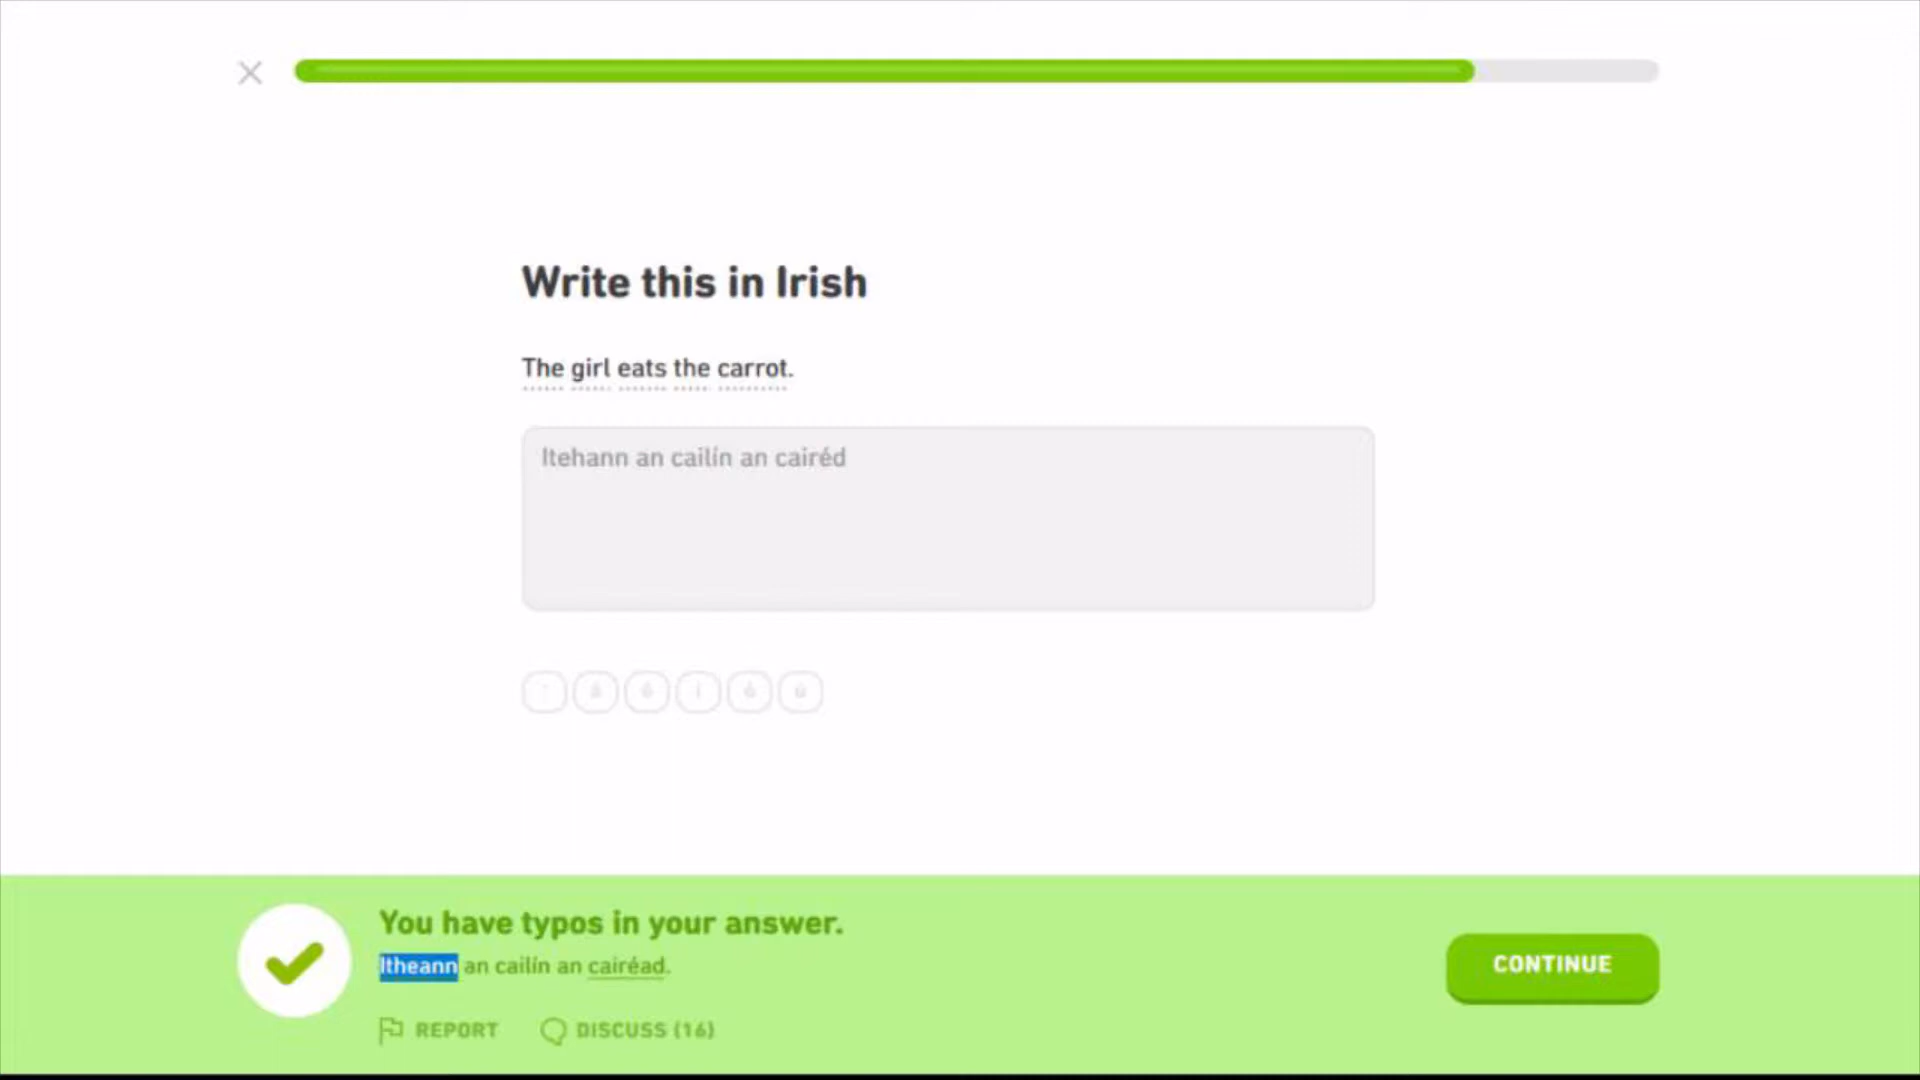 Write this in Irish
The girl eats the carrot.
Itehann an cailín an cairéd
á é í ó ú
You have typos in your answer.
Itheann an cailín an cairéad.
CONTINUE
REPORT DISCUSS (16)